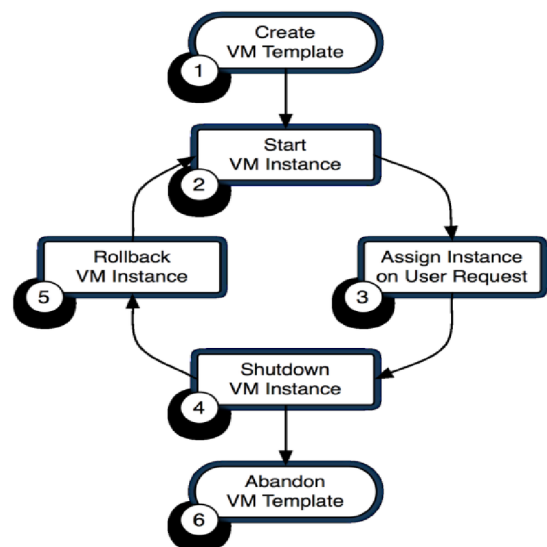 Create
VM Template
1
Start
VM Instance
2
Assign Instance
on User Request
3
Shutdown
VM Instance
4
Rollback
VM Instance
5
Abandon
VM Template
6